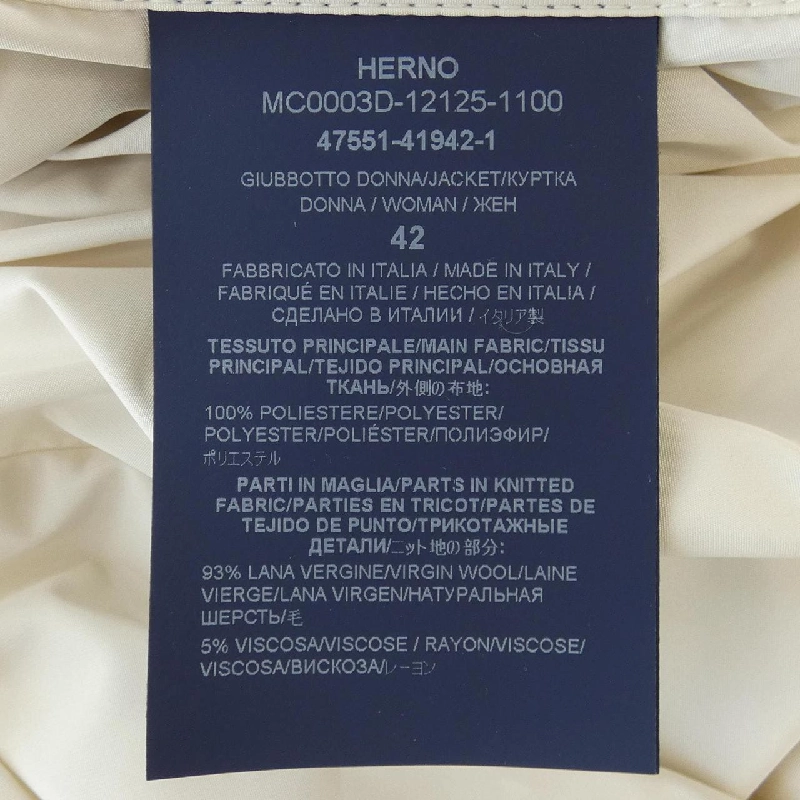 HERNO
MC0003D-12125-1100
47551-41942-1
GIUBBOTTO DONNA/JACKET/КУРТКА
DONNA / WOMAN / ЖЕН
42
FABBRICATO IN ITALIA / MADE IN ITALY /
FABRIQUÉ EN ITALIE / HECHO EN ITALIA /
СДЕЛАНО В ИТАЛИИ / イタリア製
TESSUTO PRINCIPALE/MAIN FABRIC/TISSU
PRINCIPAL/TEJIDO PRINCIPAL/ОСНОВНАЯ
ТКАНЬ/外側の布地:
100% POLIESTERE/POLYESTER/
POLYESTER/POLIÉSTER/ПОЛИЭФИР/
ポリエステル
PARTI IN MAGLIA/PARTS IN KNITTED
FABRIC/PARTIES EN TRICOT/PARTES DE
TEJIDO DE PUNTO/ТРИКОТАЖНЫЕ
ДЕТАЛИ/ニット地の部分:
93% LANA VERGINE/VIRGIN WOOL/LAINE
VIERGE/LANA VIRGEN/НАТУРАЛЬНАЯ
ШЕРСТЬ/毛
5% VISCOSA/VISCOSE / RAYON/VISCOSE/
VISCOSA/ВИСКОЗА/レーヨン